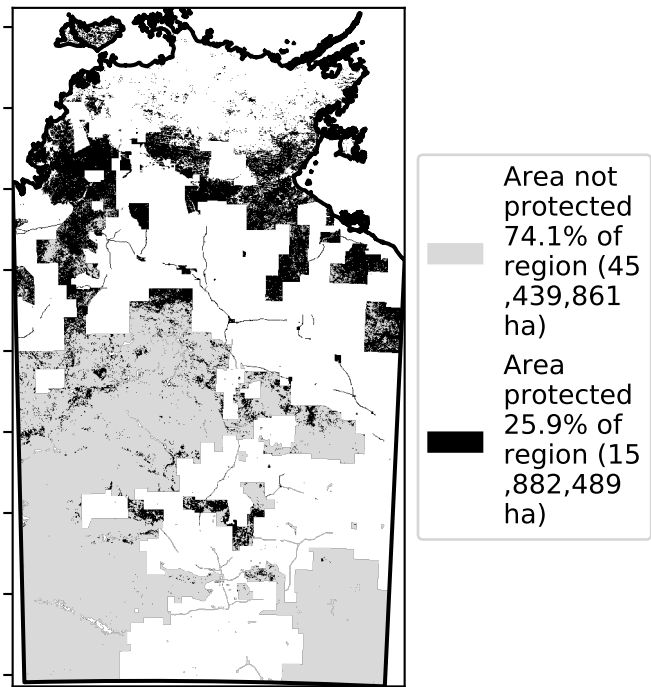 Area not
protected
74.1% of
region (45
,439,861
ha)
Area
protected
25.9% of
region (15
,882,489
ha)